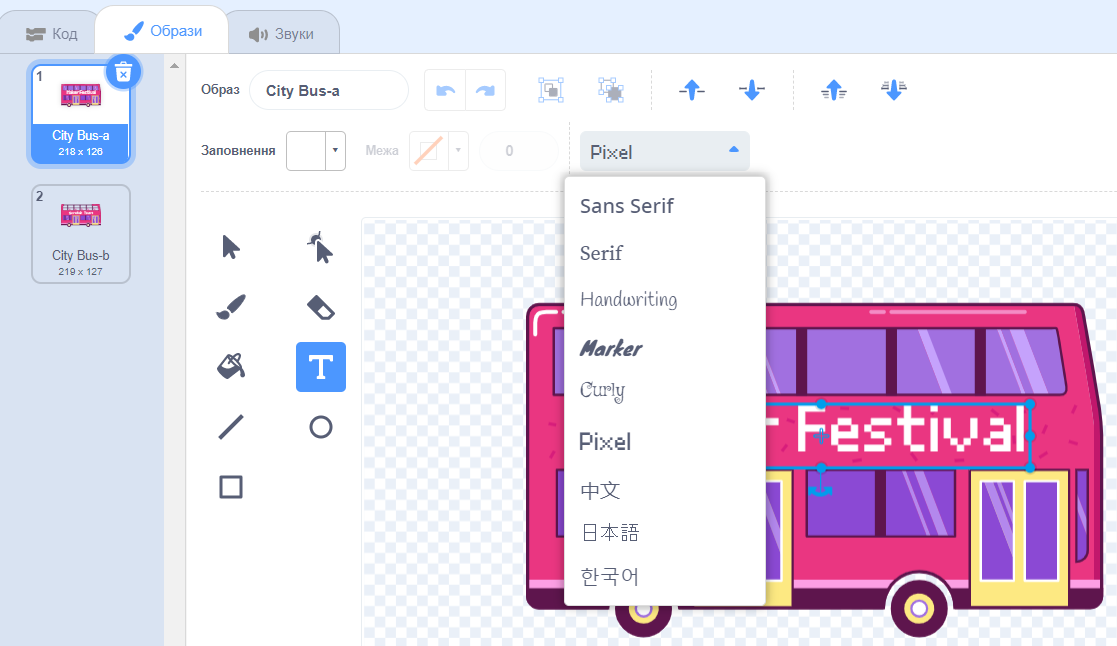 Код
Образи
Звуки
1
City Bus-a
218 x 126
2
City Bus-b
219 x 127
Образ
City Bus-a
Заповнення
Межа
0
Pixel
Sans Serif
Serif
Handwriting
Marker
Curly
Pixel
中文
日本語
한국어
Festival